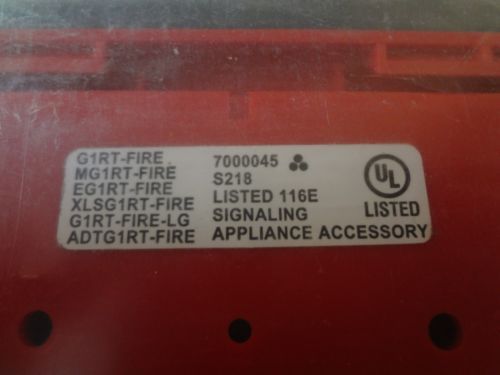 G1RT-FIRE 7000045
MG1RT-FIRE S218
EG1RT-FIRE LISTED 116E
XLSG1RT-FIRE SIGNALING
G1RT-FIRE-LG APPLIANCE ACCESSORY
ADTG1RT-FIRE
UL
LISTED